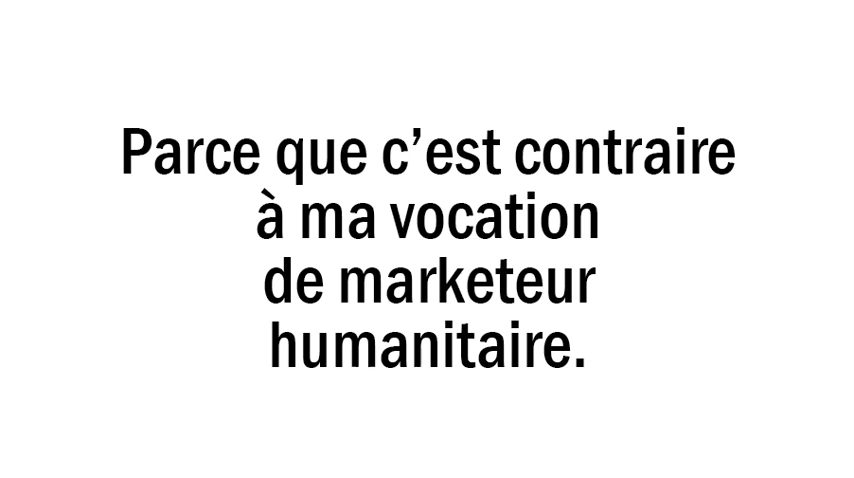 Parce que c’est contraire
à ma vocation
de marketeur
humanitaire.